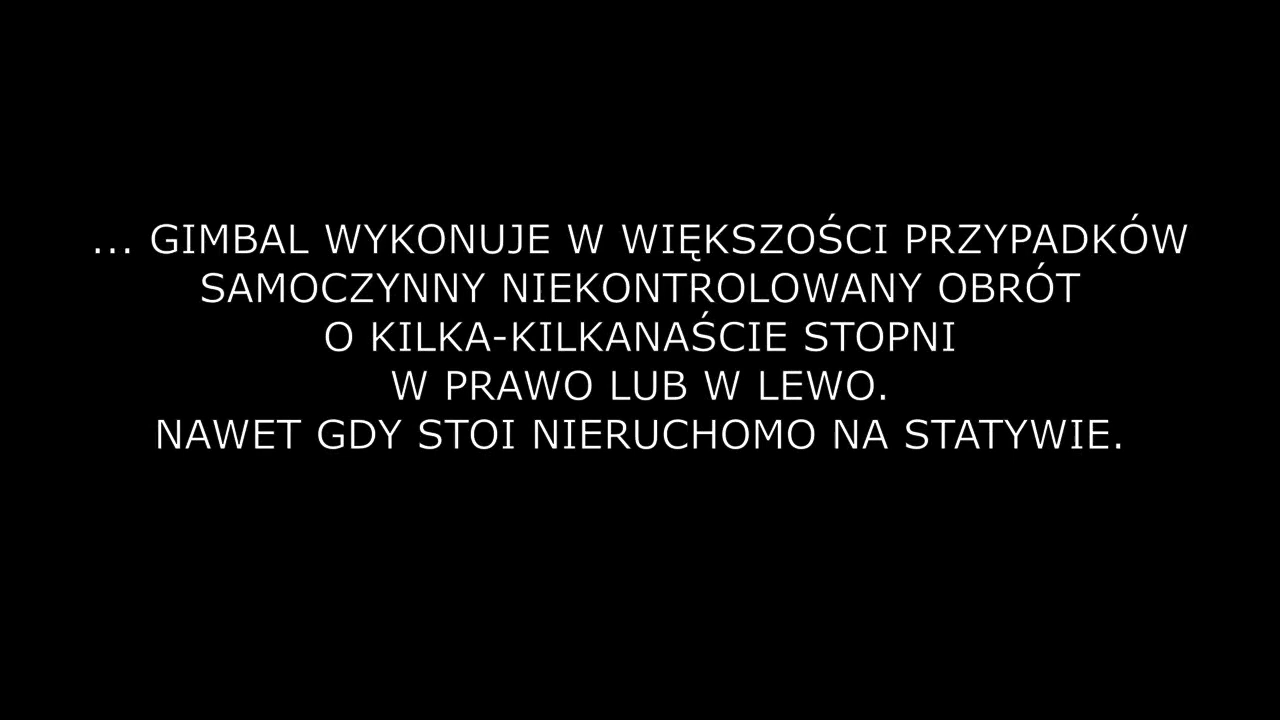 ... GIMBAL WYKONUJE W WIĘKSZOŚCI PRZYPADKÓW
SAMOCZYNNY NIEKONTROLOWANY OBRÓT
O KILKA-KILKANAŚCIE STOPNI
W PRAWO LUB W LEWO.
NAWET GDY STOI NIERUCHOMO NA STATYWIE.